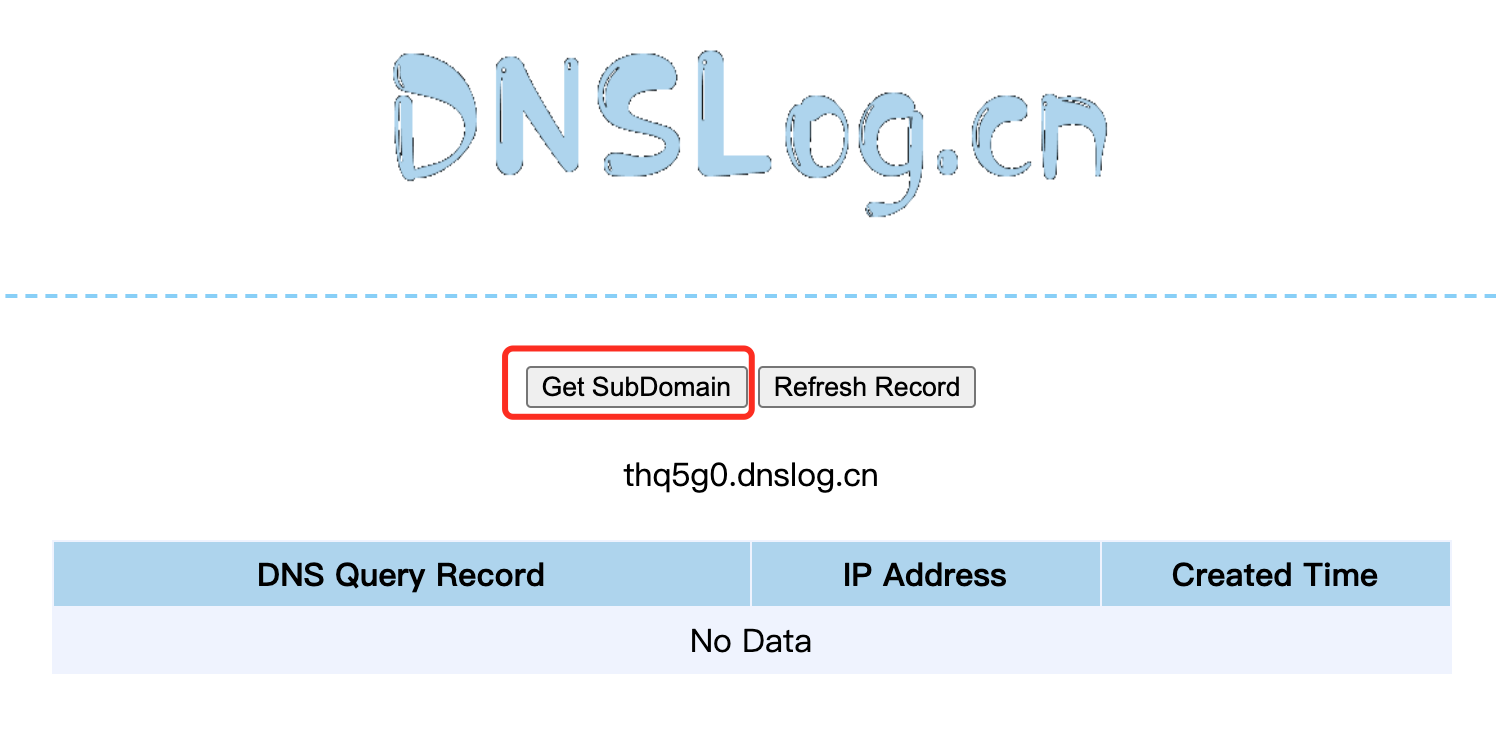 DNSLog.cn
Get SubDomain Refresh Record
thq5g0.dnslog.cn
DNS Query Record IP Address Created Time
No Data